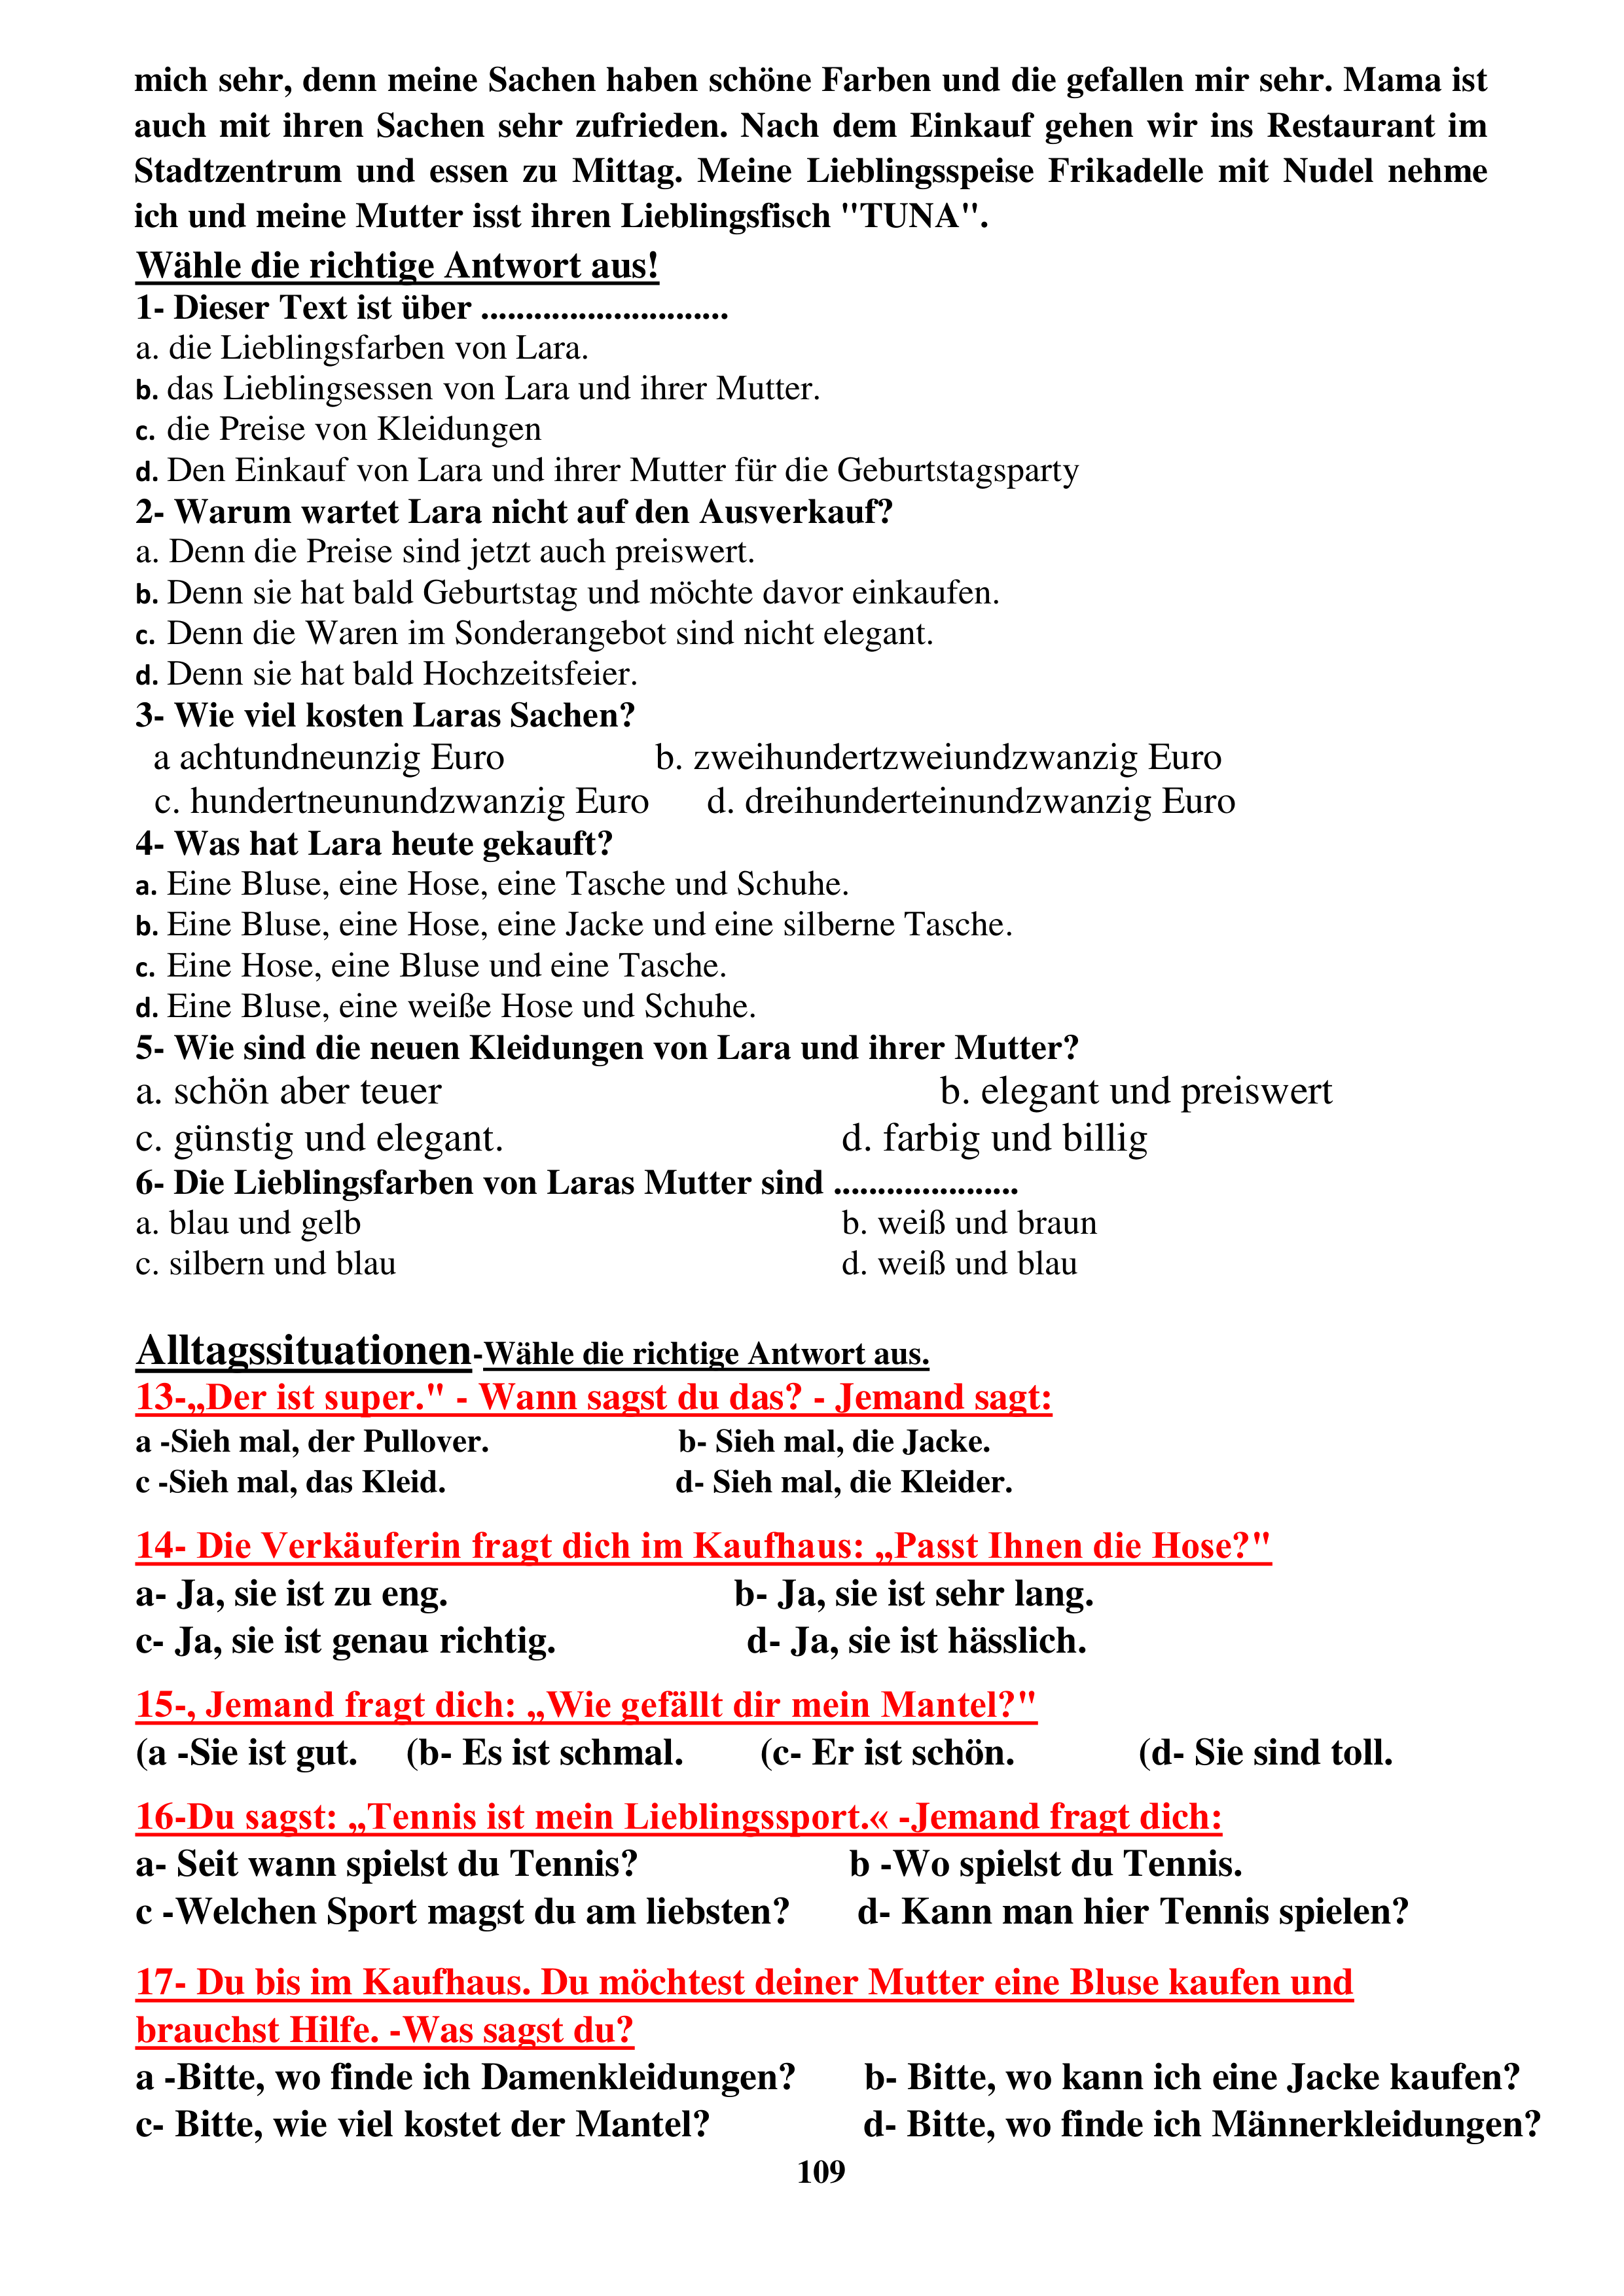 mich sehr, denn meine Sachen haben schöne Farben und die gefallen mir sehr. Mama ist
auch mit ihren Sachen sehr zufrieden. Nach dem Einkauf gehen wir ins Restaurant im
Stadtzentrum und essen zu Mittag. Meine Lieblingsspeise Frikadelle mit Nudel nehme
ich und meine Mutter isst ihren Lieblingsfisch "TUNA".
Wähle die richtige Antwort aus!
1- Dieser Text ist über ............................
a. die Lieblingsfarben von Lara.
b. das Lieblingsessen von Lara und ihrer Mutter.
c. die Preise von Kleidungen
d. Den Einkauf von Lara und ihrer Mutter für die Geburtstagsparty
2- Warum wartet Lara nicht auf den Ausverkauf?
a. Denn die Preise sind jetzt auch preiswert.
b. Denn sie hat bald Geburtstag und möchte davor einkaufen.
c. Denn die Waren im Sonderangebot sind nicht elegant.
d. Denn sie hat bald Hochzeitsfeier.
3- Wie viel kosten Laras Sachen?
a achtundneunzig Euro b. zweihundertzweiundzwanzig Euro
c. hundertneunundzwanzig Euro d. dreihunderteinundzwanzig Euro
4- Was hat Lara heute gekauft?
a. Eine Bluse, eine Hose, eine Tasche und Schuhe.
b. Eine Bluse, eine Hose, eine Jacke und eine silberne Tasche.
c. Eine Hose, eine Bluse und eine Tasche.
d. Eine Bluse, eine weiße Hose und Schuhe.
5- Wie sind die neuen Kleidungen von Lara und ihrer Mutter?
a. schön aber teuer b. elegant und preiswert
c. günstig und elegant. d. farbig und billig
6- Die Lieblingsfarben von Laras Mutter sind .....................
a. blau und gelb b. weiß und braun
c. silbern und blau d. weiß und blau
Alltagssituationen-Wähle die richtige Antwort aus.
13-„Der ist super." - Wann sagst du das? - Jemand sagt:
a -Sieh mal, der Pullover. b- Sieh mal, die Jacke.
c -Sieh mal, das Kleid. d- Sieh mal, die Kleider.
14- Die Verkäuferin fragt dich im Kaufhaus: „Passt Ihnen die Hose?"
a- Ja, sie ist zu eng. b- Ja, sie ist sehr lang.
c- Ja, sie ist genau richtig. d- Ja, sie ist hässlich.
15-, Jemand fragt dich: „Wie gefällt dir mein Mantel?"
(a -Sie ist gut. (b- Es ist schmal. (c- Er ist schön. (d- Sie sind toll.
16-Du sagst: „Tennis ist mein Lieblingssport.« -Jemand fragt dich:
a- Seit wann spielst du Tennis? b -Wo spielst du Tennis.
c -Welchen Sport magst du am liebsten? d- Kann man hier Tennis spielen?
17- Du bis im Kaufhaus. Du möchtest deiner Mutter eine Bluse kaufen und
brauchst Hilfe. -Was sagst du?
a -Bitte, wo finde ich Damenkleidungen? b- Bitte, wo kann ich eine Jacke kaufen?
c- Bitte, wie viel kostet der Mantel? d- Bitte, wo finde ich Männerkleidungen?
109